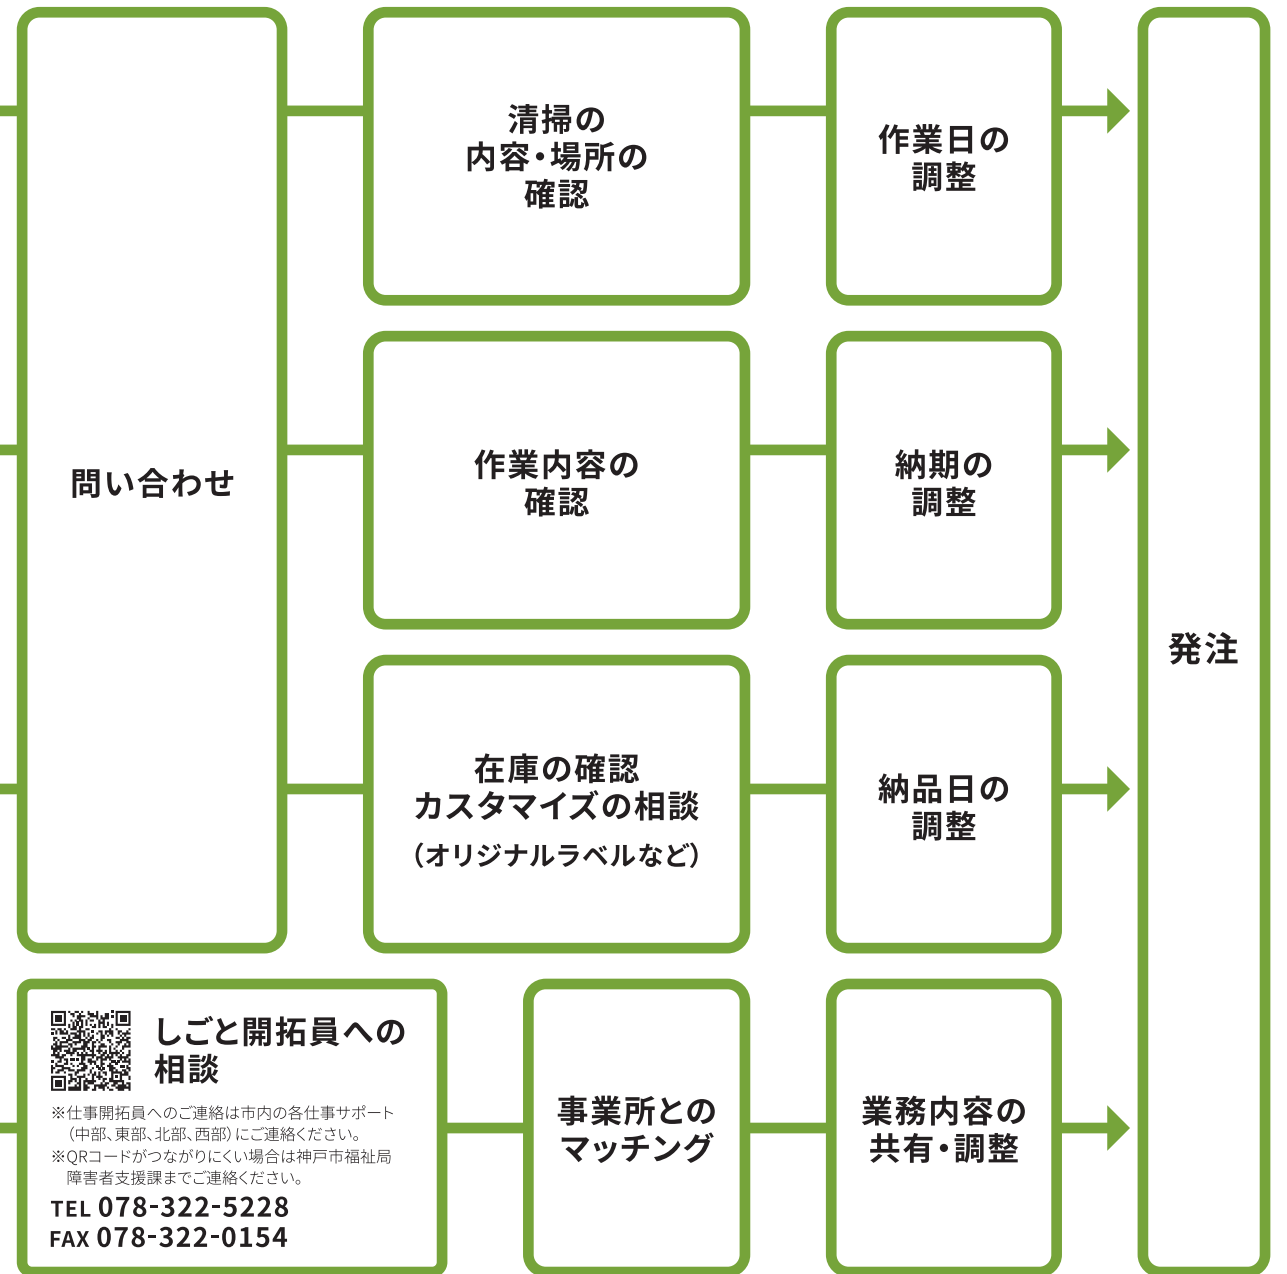 問い合わせ
清掃の
内容・場所の
確認
作業日の
調整
作業内容の
確認
納期の
調整
在庫の確認
カスタマイズの相談
（オリジナルラベルなど）
納品日の
調整
発注
しごと開拓員への
相談
※仕事開拓員へのご連絡は市内の各仕事サポート
（中部、東部、北部、西部）にご連絡ください。
※QRコードがつながりにくい場合は神戸市福祉局
障害者支援課までご連絡ください。
TEL 078-322-5228
FAX 078-322-0154
事業所との
マッチング
業務内容の
共有・調整